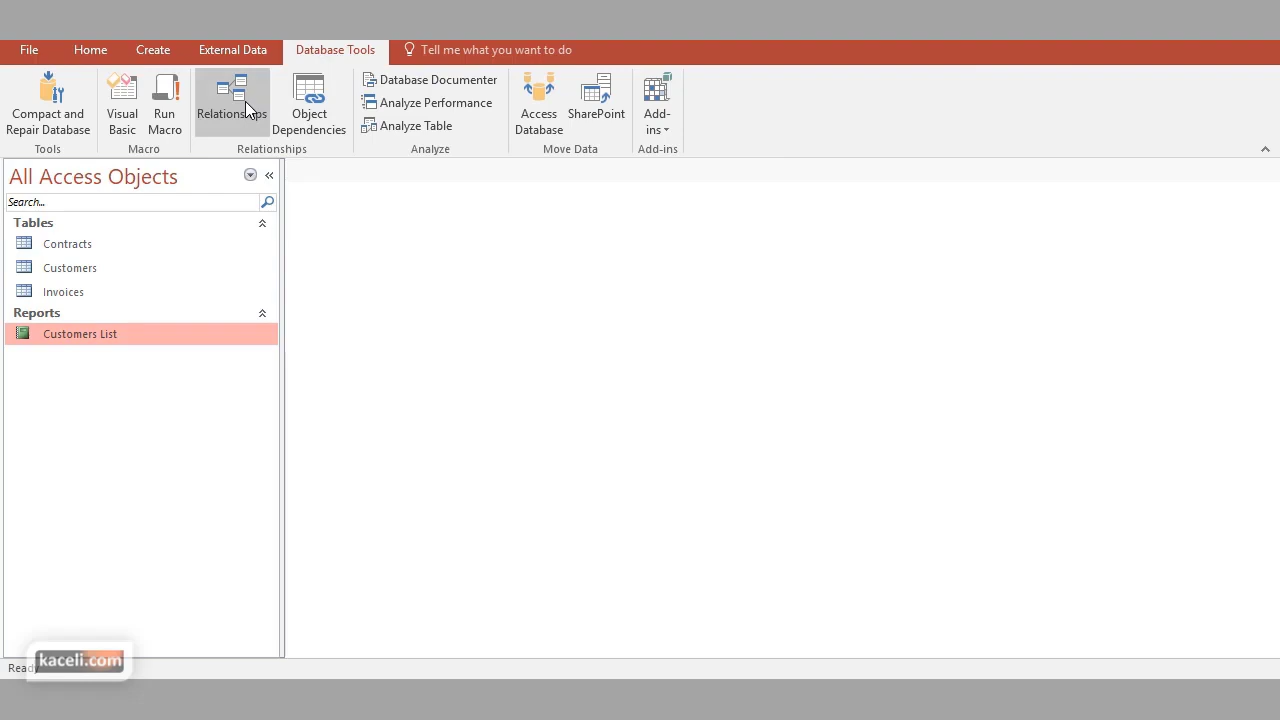 File Home Create External Data Database Tools Tell me what you want to do
Compact and
Repair Database
Tools
Visual
Basic
Run
Macro
Macro
Relationships
Object
Dependencies
Relationships
Database Documenter
Analyze Performance
Analyze Table
Analyze
Access
Database
SharePoint
Move Data
Add-
ins
Add-ins
All Access Objects
Search...
Tables
Contracts
Customers
Invoices
Reports
Customers List
kaceli.com
Ready